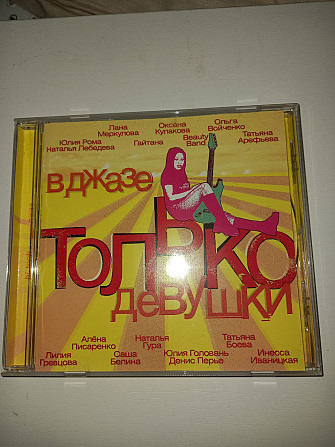 Лана Меркулова
Оксана Кулакова
Ольга Войченко
Юлия Рома
Наталья Лебедева
Гайтана
Beauty Band
Татьяна Арефьева
в джазе
только
девушки
Алёна Писаренко
Наталья Гура
Татьяна Боева
Лилия Гревцова
Саша Белина
Юлия Головань
Денис Перье
Инесса Иваницкая